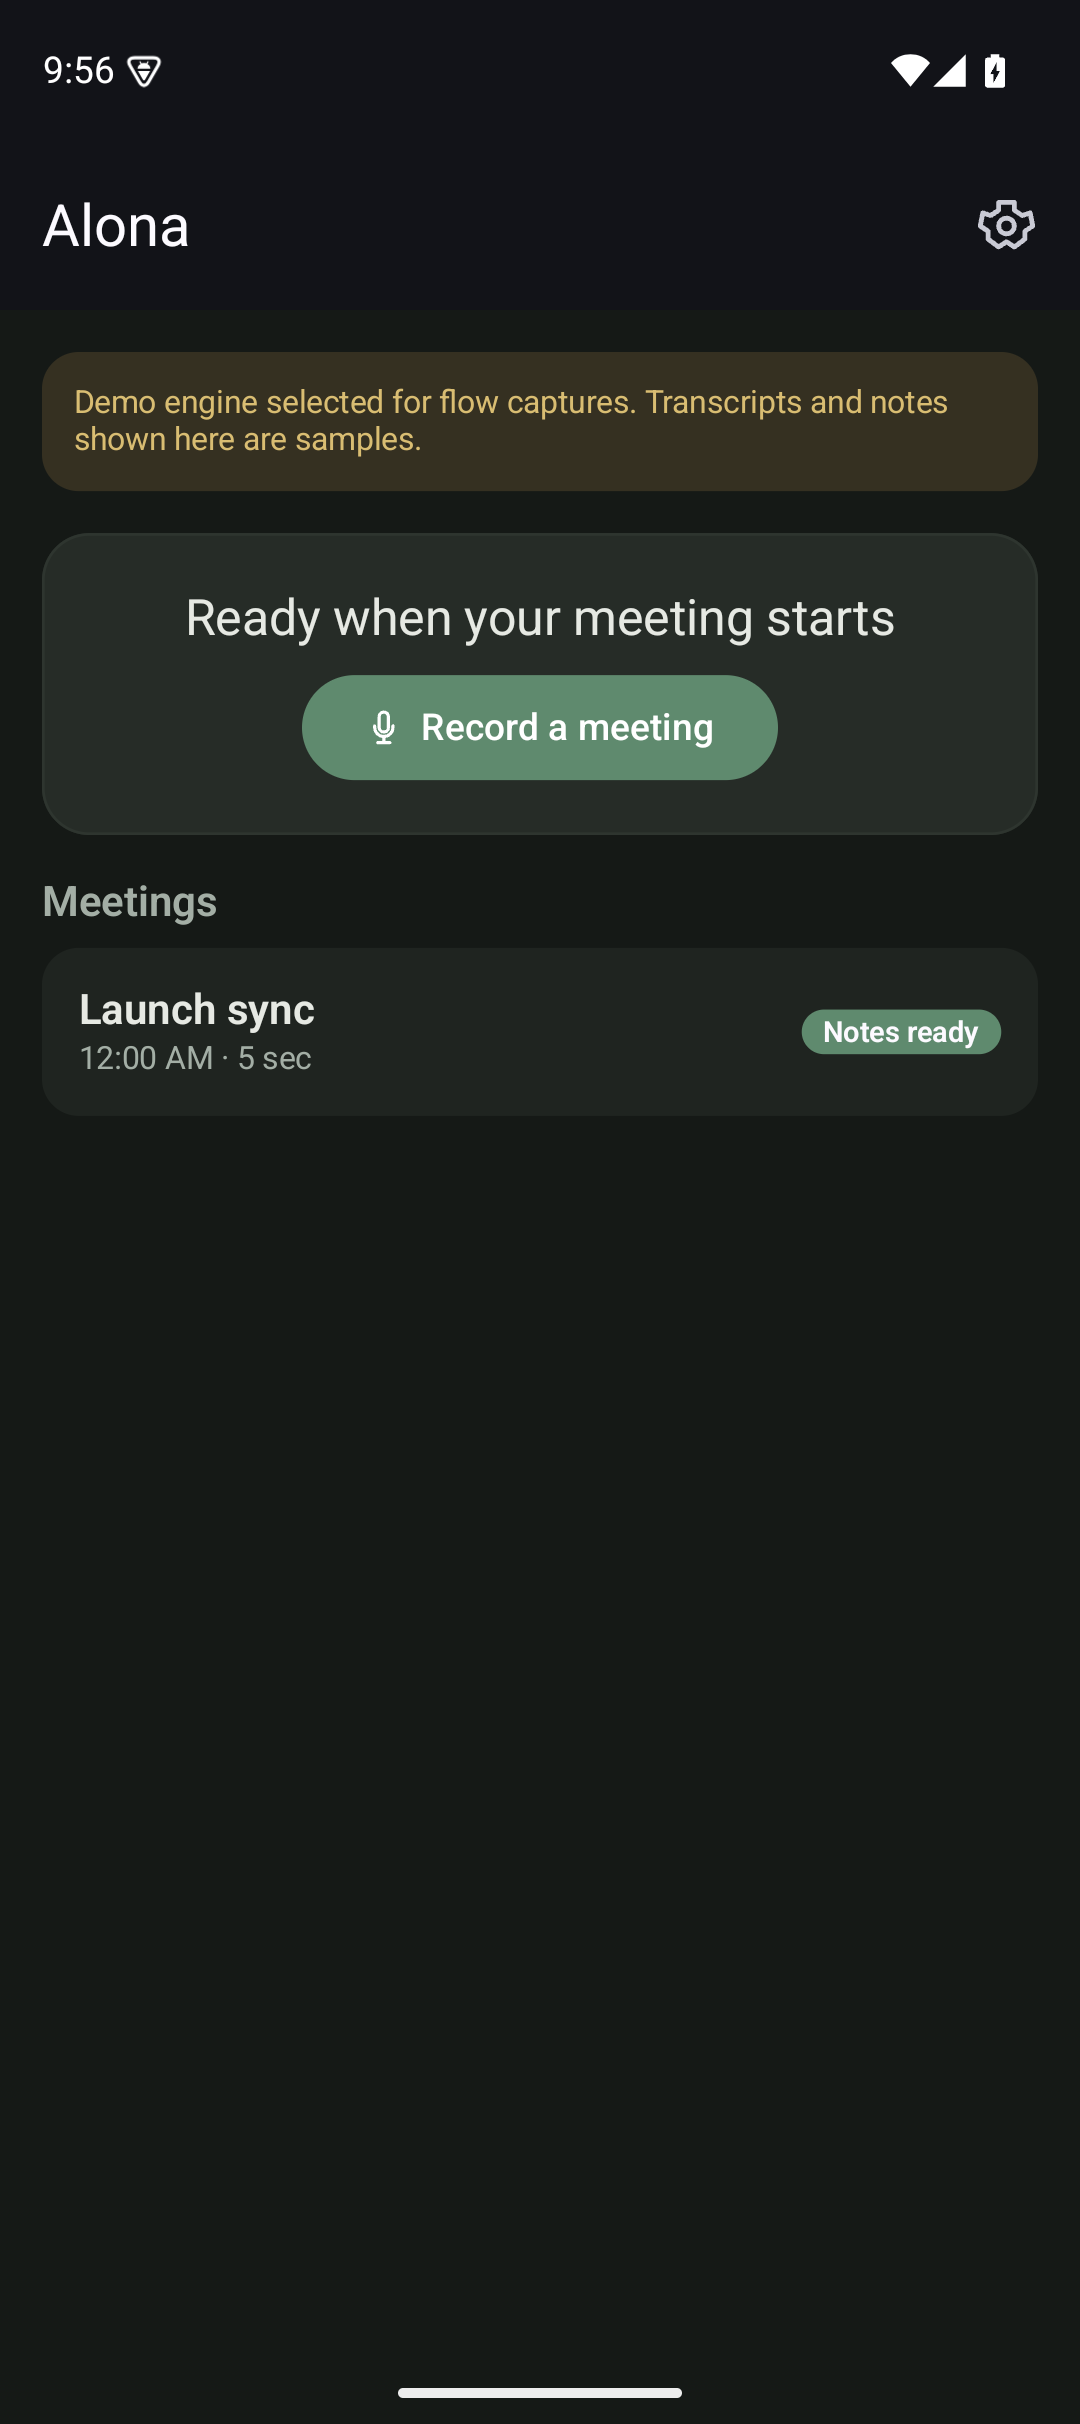 9:56
Alona
Demo engine selected for flow captures. Transcripts and notes
shown here are samples.
Ready when your meeting starts
Record a meeting
Meetings
Launch sync
12:00 AM · 5 sec
Notes ready